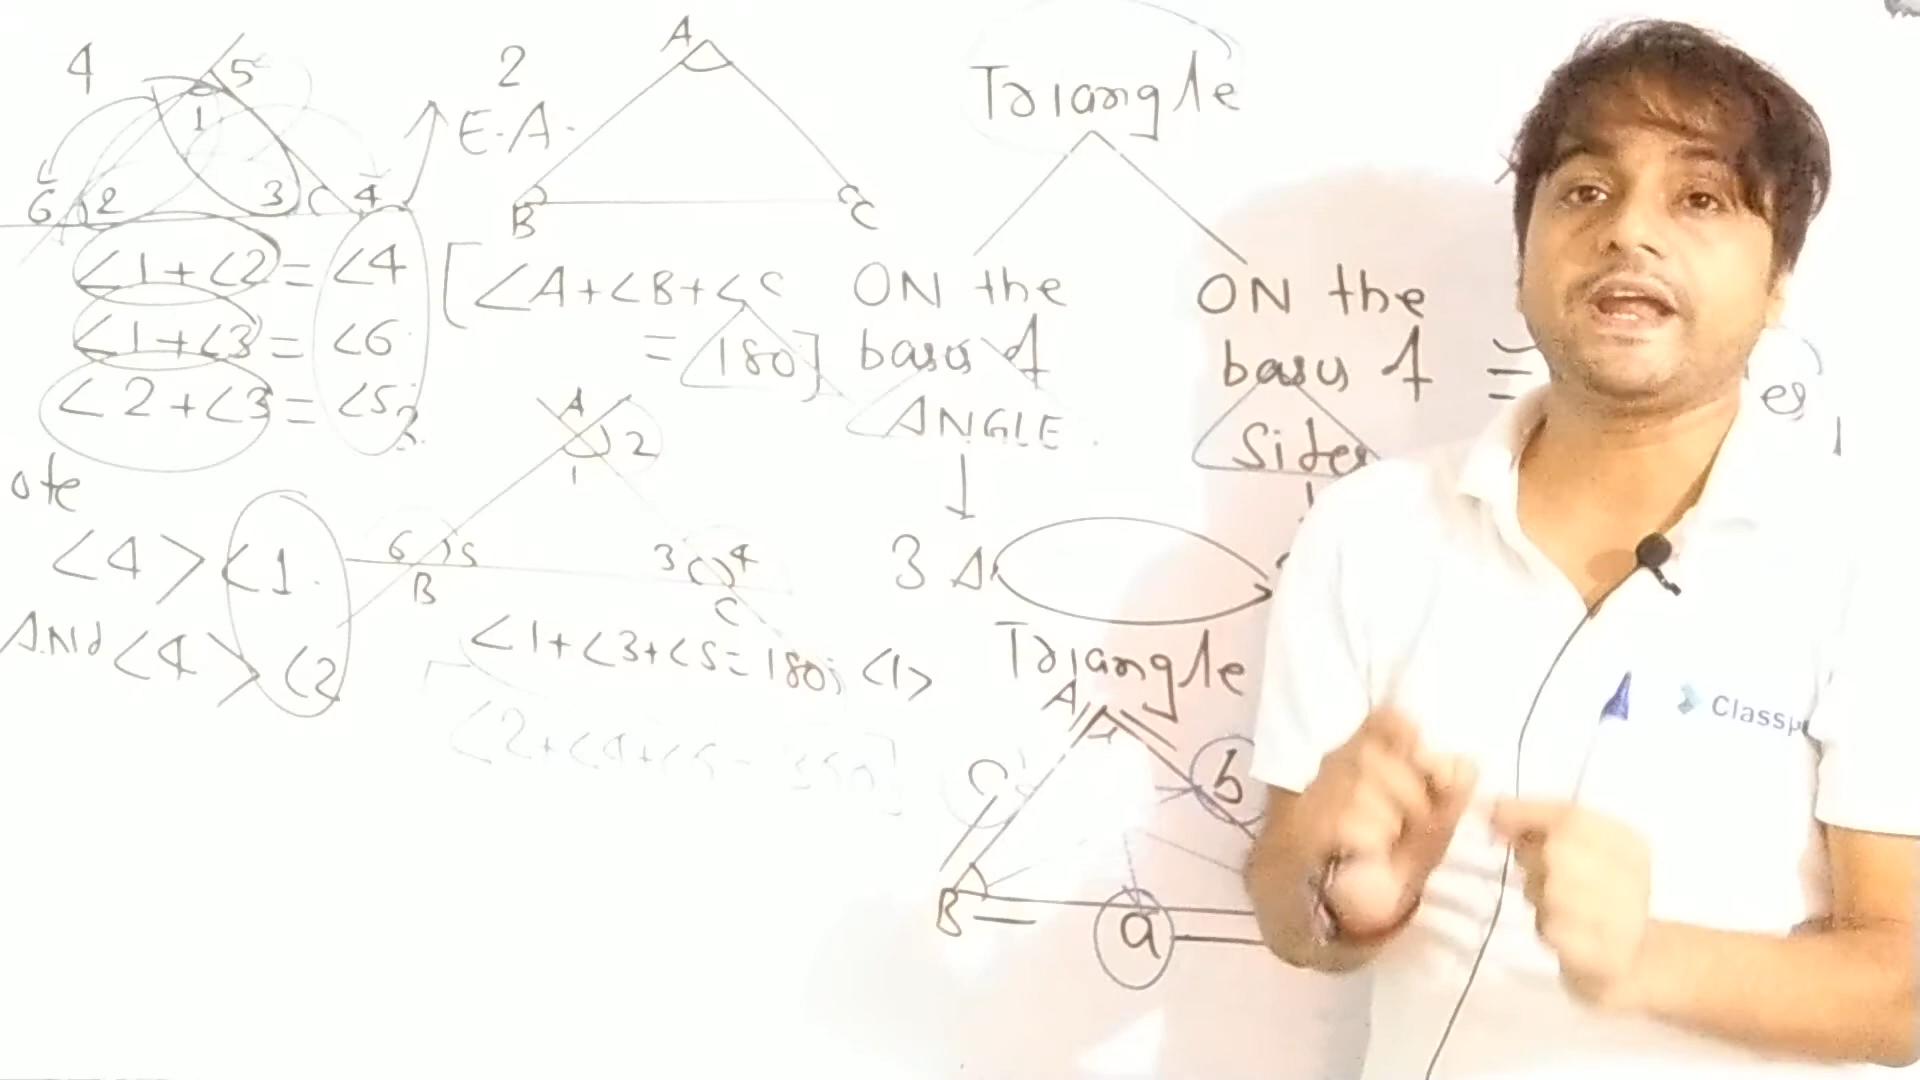 4
5
1
6 2 3 4
∠1+∠2=∠4
∠1+∠3=∠6
∠2+∠3=∠5
ote
∠4>∠1
And ∠4>∠2
2
E.A.
A
B C
[∠A+∠B+∠C
=180]
A
2
1
6 5
3 4
B
C
∠1+∠3+∠5=180; <1>
Triangle
ON the
basis of
ANGLE
3
ON the
basis of
Sides
es
Triangle
A
C
b
B
a
Classp